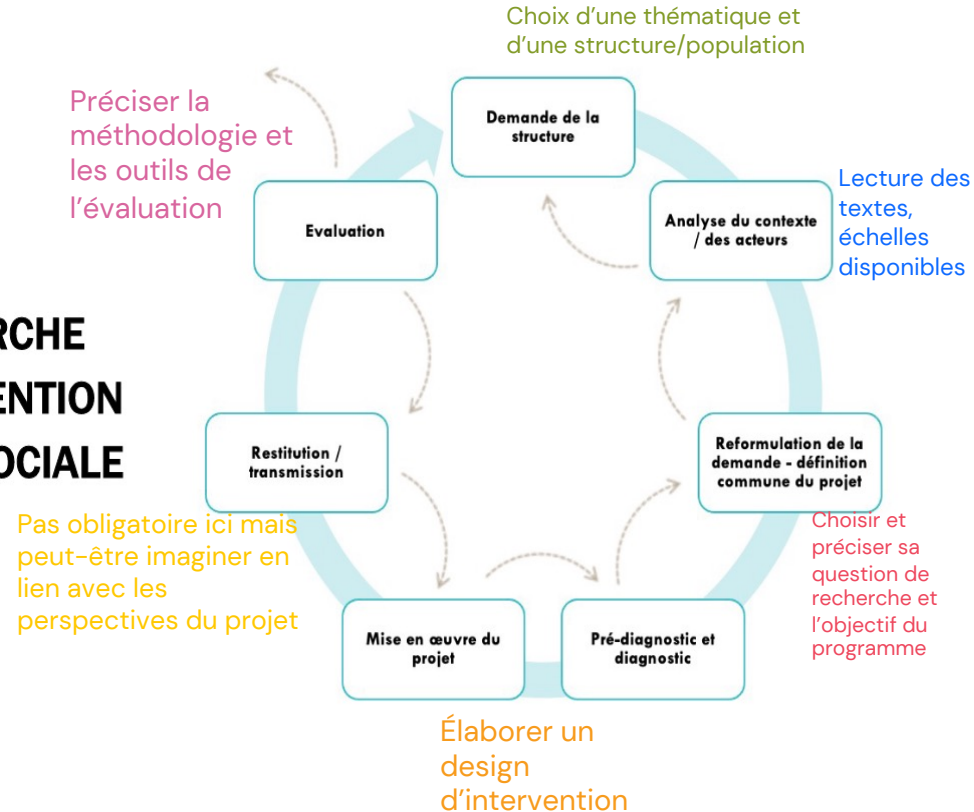 Choix d'une thématique et
d'une structure/population
Demande de la
structure
Préciser la
méthodologie et
les outils de
l'évaluation
Evaluation
Analyse du contexte
/ des acteurs
Lecture des
textes,
échelles
disponibles
RCHE
ENTION
OCIALE
Restitution /
transmission
Reformulation de la
demande - définition
commune du projet
Pas obligatoire ici mais
peut-être imaginer en
lien avec les
perspectives du projet
Choisir et
préciser sa
question de
recherche et
l'objectif du
programme
Mise en œuvre du
projet
Pré-diagnostic et
diagnostic
Élaborer un
design
d'intervention